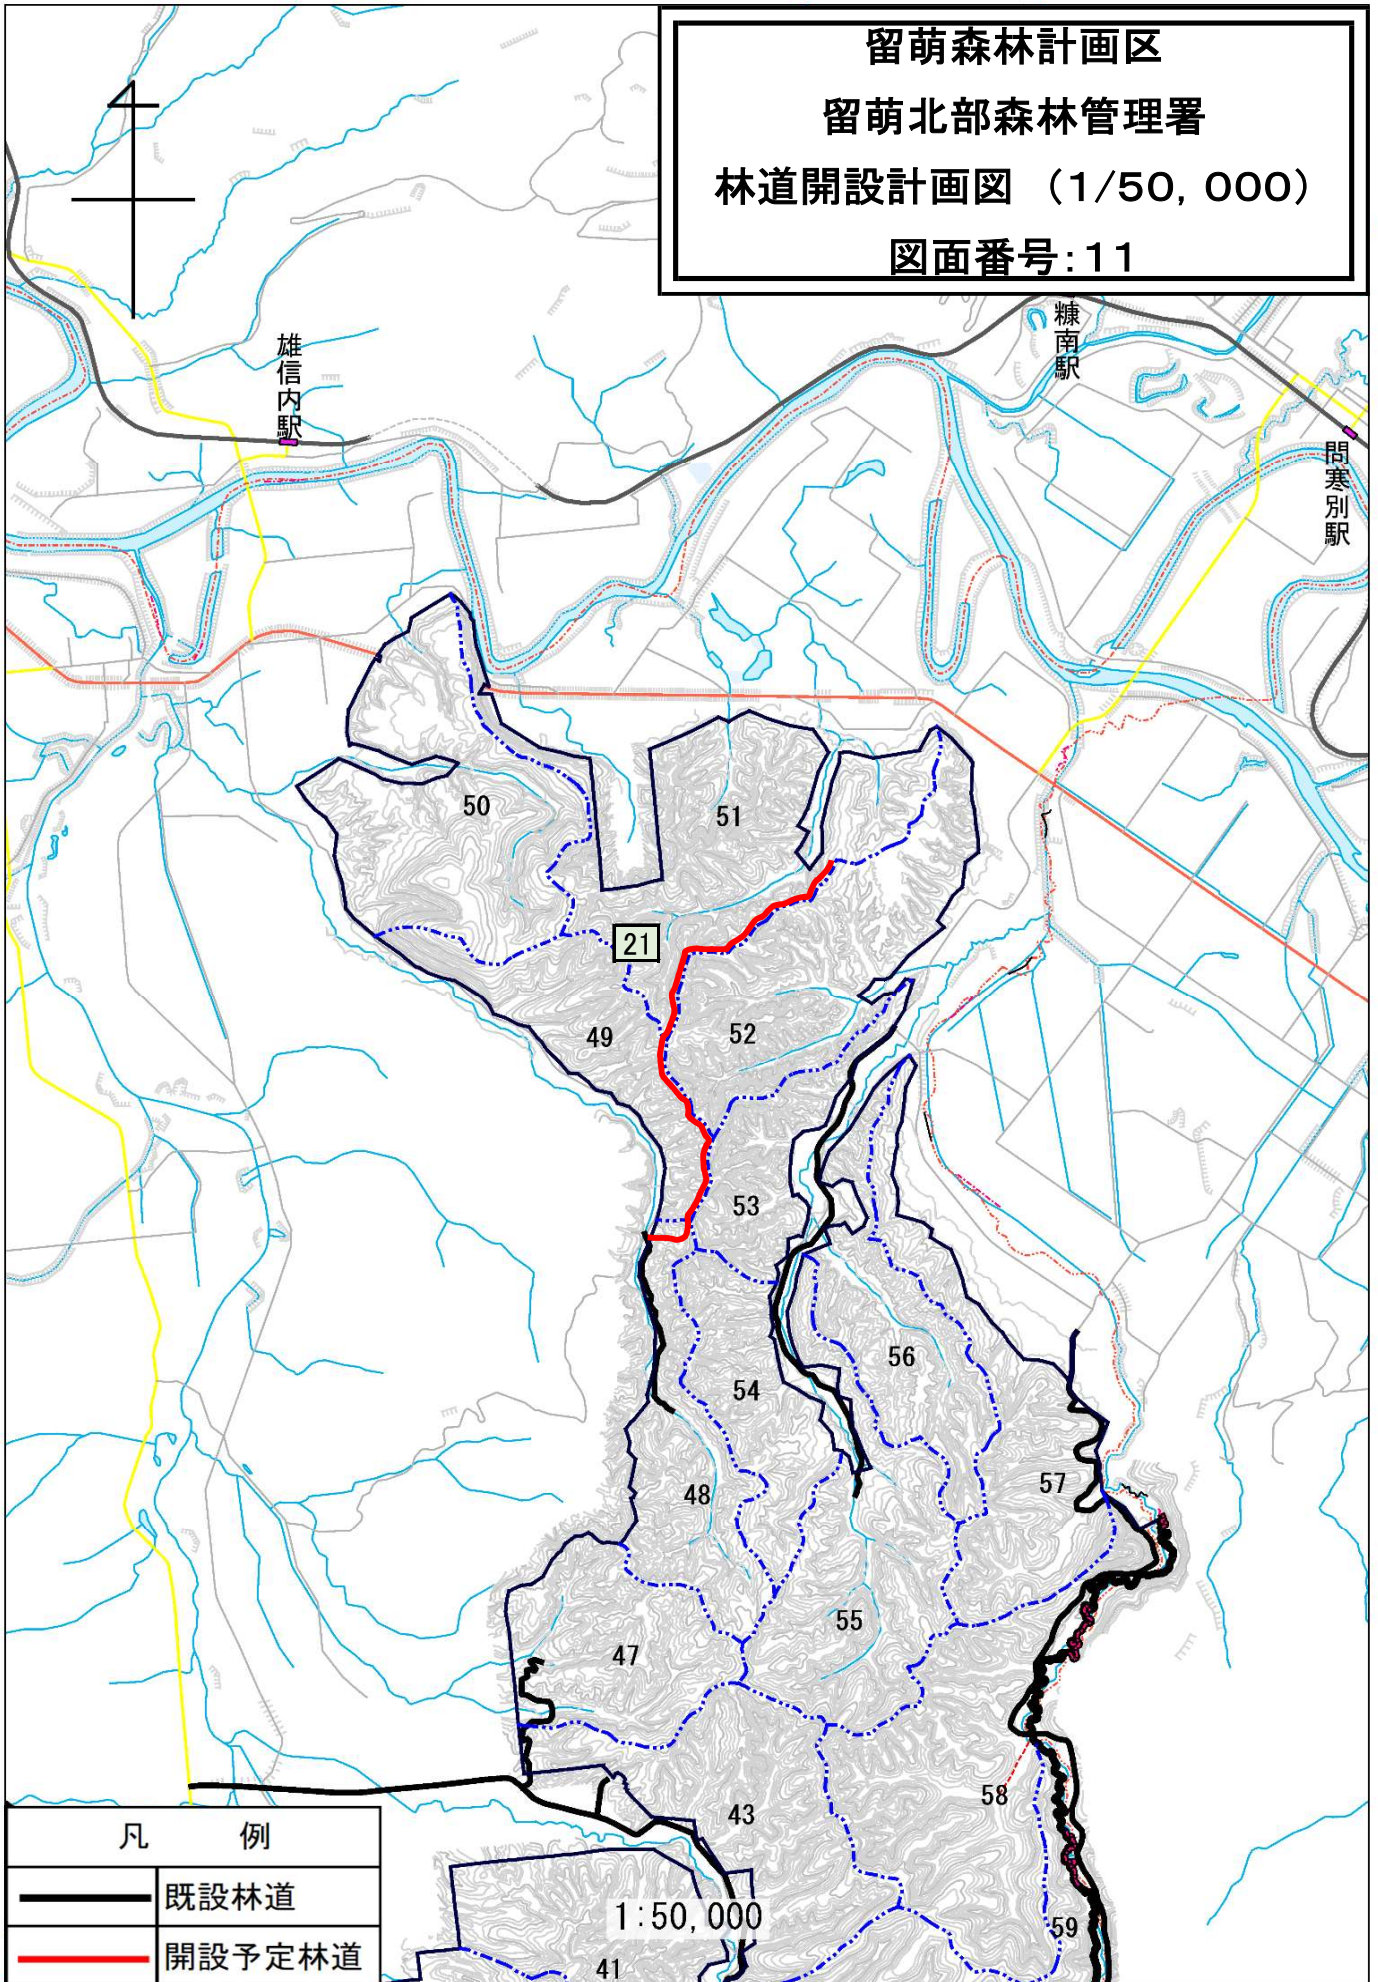 留萌森林計画区
留萌北部森林管理署
林道開設計画図 （1/50,000）
図面番号:11
糠南駅
雄信内駅
問寒別駅
50
51
21
49
52
53
56
54
57
48
55
47
58
43
59
1:50,000
41
凡 例
既設林道
開設予定林道